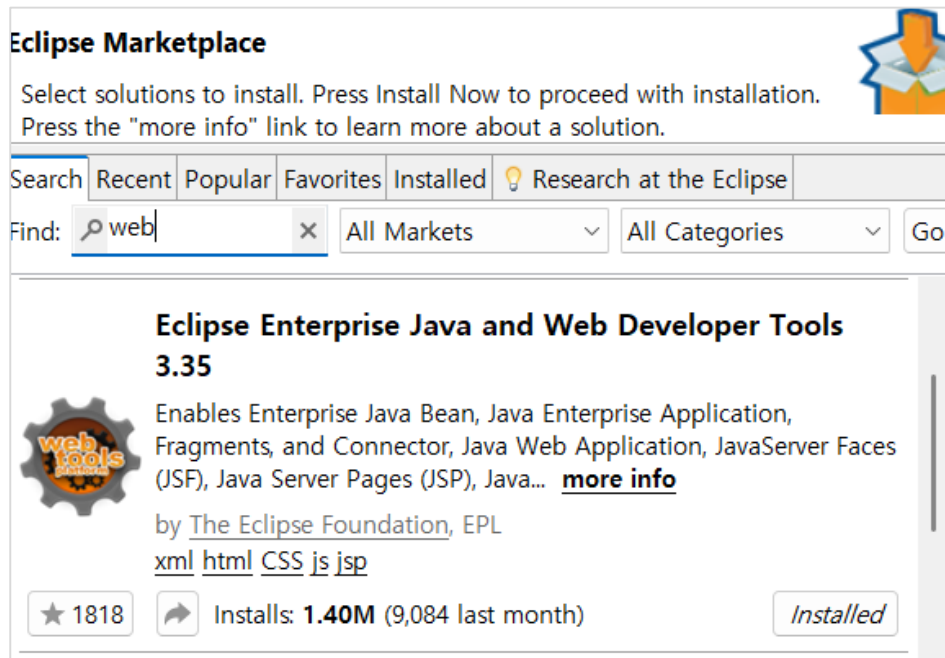 Eclipse Marketplace
Select solutions to install. Press Install Now to proceed with installation.
Press the "more info" link to learn more about a solution.
Search Recent Popular Favorites Installed Research at the Eclipse
Find: web All Markets All Categories Go
Eclipse Enterprise Java and Web Developer Tools
3.35
Enables Enterprise Java Bean, Java Enterprise Application,
Fragments, and Connector, Java Web Application, JavaServer Faces
(JSF), Java Server Pages (JSP), Java... more info
web
tools
platform
by The Eclipse Foundation, EPL
xml html CSS js jsp
1818 Installs: 1.40M (9,084 last month) Installed